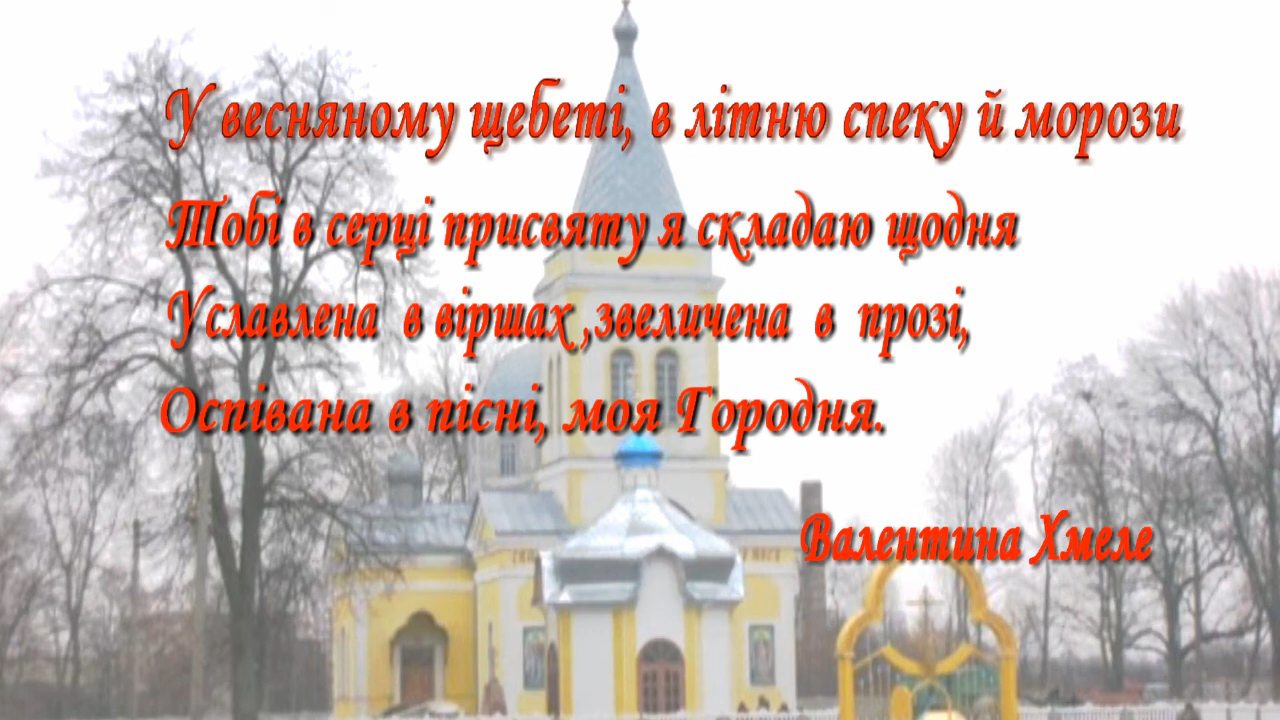 У весняному щебеті, в літню спеку й морози
Тобі в серці присвяту я складаю щодня
Уславлена в віршах ,звеличена в прозі,
Оспівана в пісні, моя Городня.
Валентина Хмеле